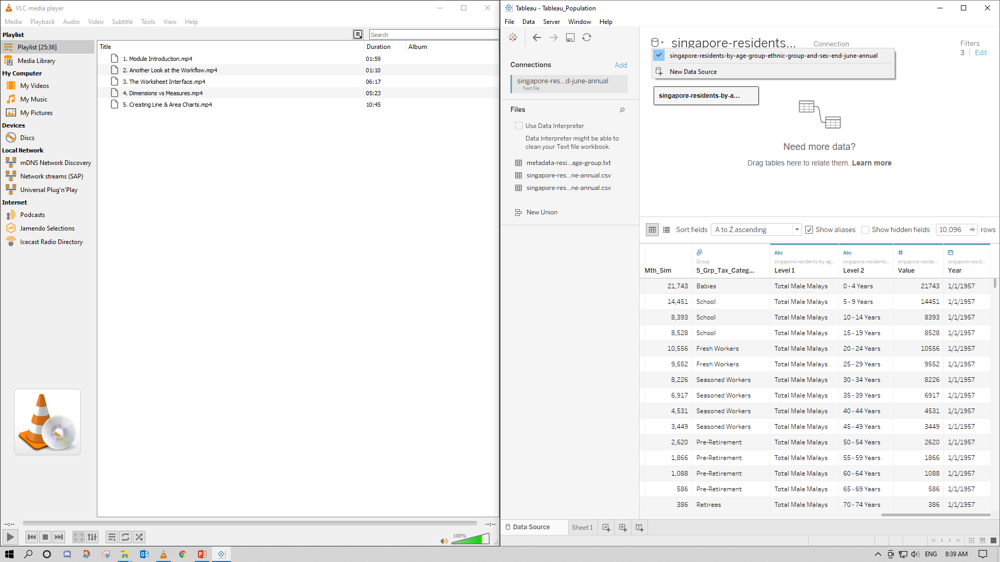 VLC media player
Media Playback Audio Video Subtitle Tools View Help
Playlist
Playlist [25:36]
Media Library
My Computer
My Videos
My Music
My Pictures
Devices
Discs
Local Network
mDNS Network Discovery
Network streams (SAP)
Universal Plug'n'Play
Internet
Podcasts
Jamendo Selections
Icecast Radio Directory
Search
Title Duration Album
1. Module Introduction.mp4 01:59
2. Another Look at the Workflow.mp4 01:10
3. The Worksheet Interface.mp4 06:17
4. Dimensions vs Measures.mp4 05:23
5. Creating Line & Area Charts.mp4 10:45
--:-- --:--
100%
Tableau - Tableau_Population
File Data Server Window Help
Connections Add
singapore-res...d-june-annual
Text file
Files
Use Data Interpreter
Data Interpreter might be able to
clean your Text file workbook.
metadata-resi...age-group.txt
singapore-res...ne-annual.csv
singapore-res...ne-annual.csv
New Union
singapore-residents... Connection Filters
3 Edit
singapore-residents-by-age-group-ethnic-group-and-sex-end-june-annual
New Data Source
singapore-residents-by-a...
Need more data?
Drag tables here to relate them. Learn more
Sort fields A to Z ascending Show aliases Show hidden fields 10,096 rows
Abc Abc #
Group singapore-residents-by-ag... singapore-residents... singapore-reside... singapore-resid...
Mth_Sim 5_Grp_Tax_Categ... Level 1 Level 2 Value Year
21,743 Babies Total Male Malays 0 - 4 Years 21743 1/1/1957
14,451 School Total Male Malays 5 - 9 Years 14451 1/1/1957
8,393 School Total Male Malays 10 - 14 Years 8393 1/1/1957
8,528 School Total Male Malays 15 - 19 Years 8528 1/1/1957
10,556 Fresh Workers Total Male Malays 20 - 24 Years 10556 1/1/1957
9,552 Fresh Workers Total Male Malays 25 - 29 Years 9552 1/1/1957
8,226 Seasoned Workers Total Male Malays 30 - 34 Years 8226 1/1/1957
6,917 Seasoned Workers Total Male Malays 35 - 39 Years 6917 1/1/1957
4,531 Seasoned Workers Total Male Malays 40 - 44 Years 4531 1/1/1957
3,449 Seasoned Workers Total Male Malays 45 - 49 Years 3449 1/1/1957
2,620 Pre-Retirement Total Male Malays 50 - 54 Years 2620 1/1/1957
1,866 Pre-Retirement Total Male Malays 55 - 59 Years 1866 1/1/1957
1,088 Pre-Retirement Total Male Malays 60 - 64 Years 1088 1/1/1957
586 Pre-Retirement Total Male Malays 65 - 69 Years 586 1/1/1957
386 Retirees Total Male Malays 70 - 74 Years 386 1/1/1957
Data Source Sheet 1
ENG 8:39 AM